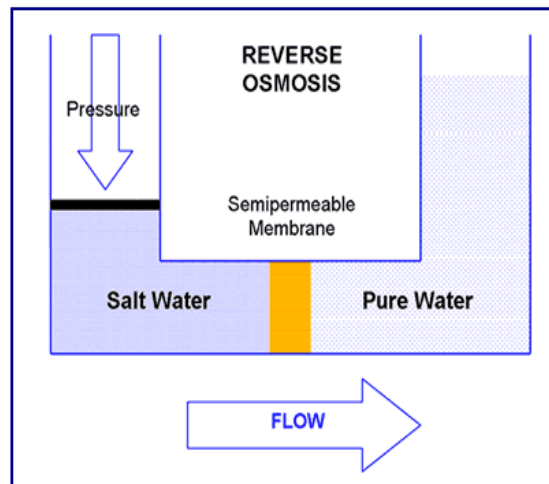 REVERSE
OSMOSIS
Pressure
Semipermeable
Membrane
Salt Water
Pure Water
FLOW